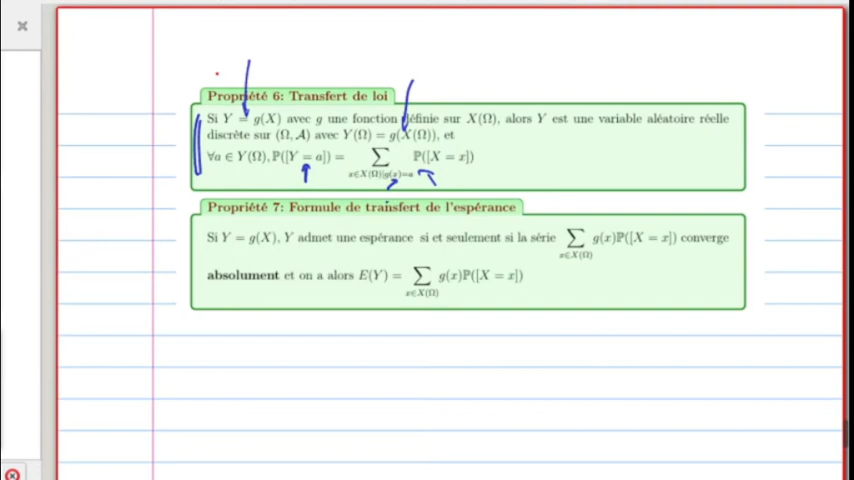 Propriété 6: Transfert de loi
Si Y = g(X) avec g une fonction définie sur X(Ω), alors Y est une variable aléatoire réelle
discrète sur (Ω, 𝒜) avec Y(Ω) = g(X(Ω)), et
∀a ∈ Y(Ω), ℙ([Y = a]) = ∑ ℙ([X = x])
x∈X(Ω)|g(x)=a
Propriété 7: Formule de transfert de l'espérance
Si Y = g(X), Y admet une espérance si et seulement si la série ∑ g(x)ℙ([X = x]) converge
x∈X(Ω)
absolument et on a alors E(Y) = ∑ g(x)ℙ([X = x])
x∈X(Ω)